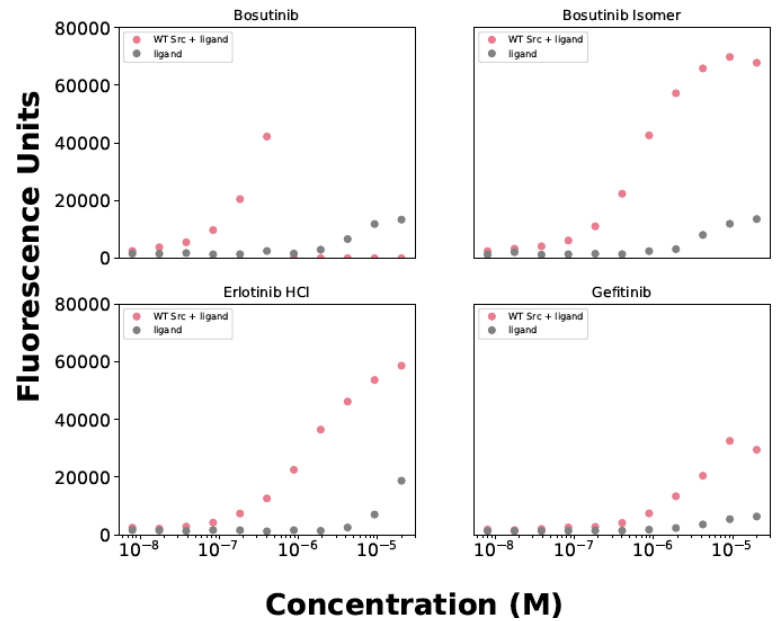 Bosutinib
Bosutinib Isomer
80000
60000
40000
20000
0
WT Src + ligand
ligand
WT Src + ligand
ligand
Erlotinib HCl
Gefitinib
80000
60000
40000
20000
0
WT Src + ligand
ligand
WT Src + ligand
ligand
10⁻⁸ 10⁻⁷ 10⁻⁶ 10⁻⁵
10⁻⁸ 10⁻⁷ 10⁻⁶ 10⁻⁵
Fluorescence Units
Concentration (M)